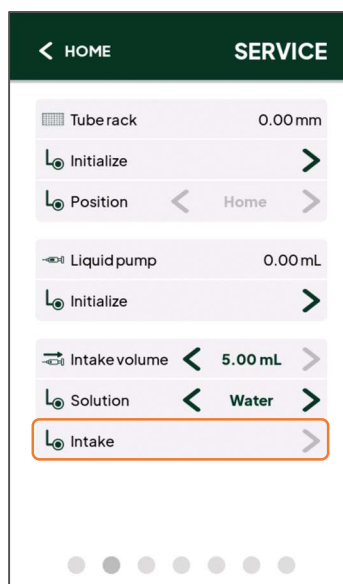 HOME SERVICE
Tube rack 0.00 mm
Initialize
Position Home
Liquid pump 0.00 mL
Initialize
Intake volume 5.00 mL
Solution Water
Intake